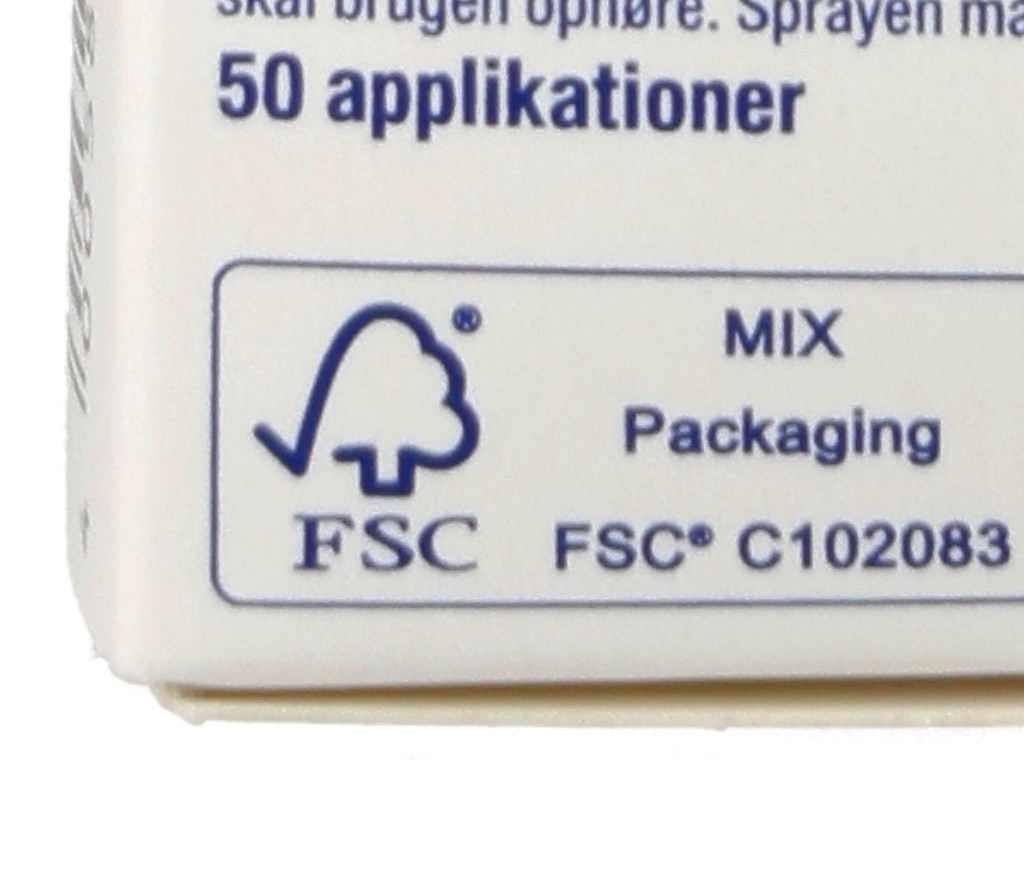 skal brugen ophøre. Sprayen må
50 applikationer
®
MIX
Packaging
FSC
FSC® C102083